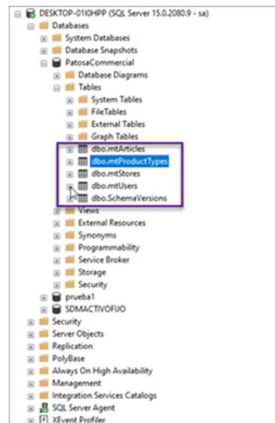 DESKTOP-01I0HPP (SQL Server 15.0.2080.9 - sa)
Databases
System Databases
Database Snapshots
PatosaCommercial
Database Diagrams
Tables
System Tables
FileTables
External Tables
Graph Tables
dbo.mtArticles
dbo.mtProductTypes
dbo.mtStores
dbo.mtUsers
dbo.SchemaVersions
Views
External Resources
Synonyms
Programmability
Service Broker
Storage
Security
prueba1
SDMACTIVOFIJO
Security
Server Objects
Replication
PolyBase
Always On High Availability
Management
Integration Services Catalogs
SQL Server Agent
XEvent Profiler